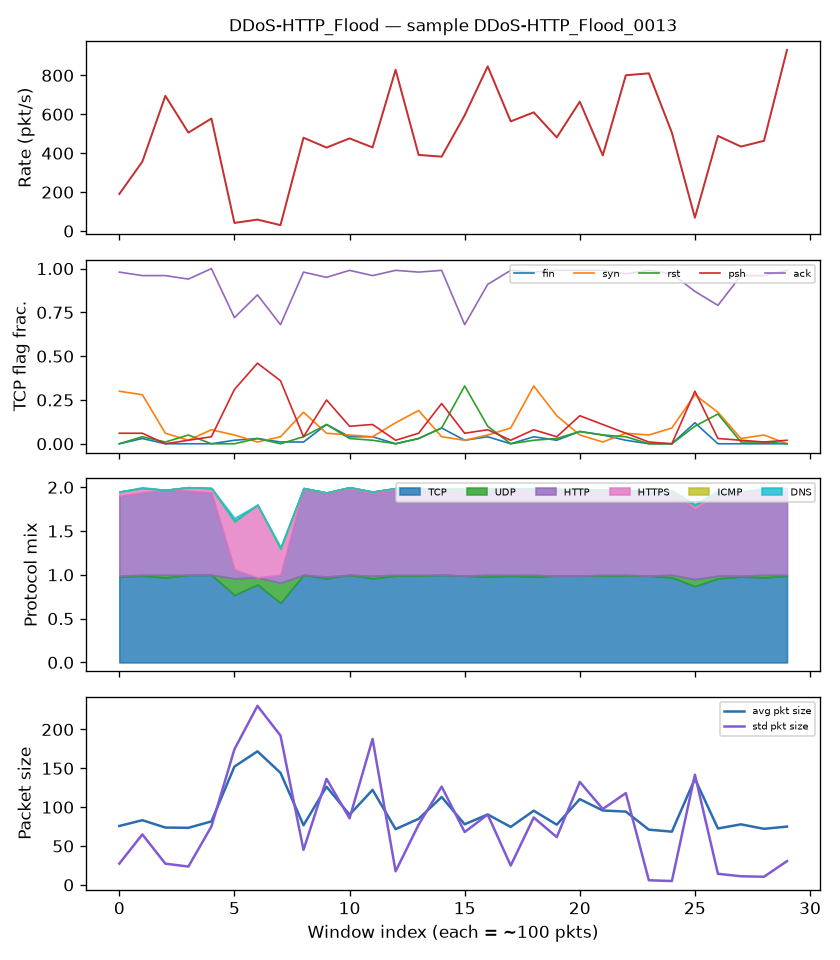 DDoS-HTTP_Flood — sample DDoS-HTTP_Flood_0013
Rate (pkt/s)
800
600
400
200
0
TCP flag frac.
1.00
0.75
0.50
0.25
0.00
fin syn rst psh ack
Protocol mix
2.0
1.5
1.0
0.5
0.0
TCP UDP HTTP HTTPS ICMP DNS
Packet size
200
150
100
50
0
avg pkt size
std pkt size
0 5 10 15 20 25 30
Window index (each = ~100 pkts)